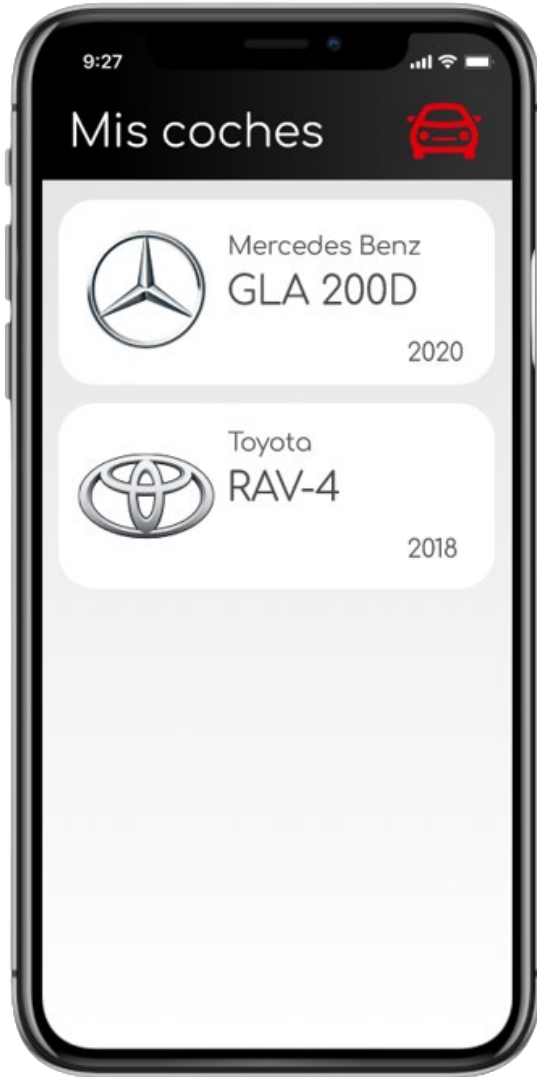 9:27
Mis coches
Mercedes Benz
GLA 200D
2020
Toyota
RAV-4
2018